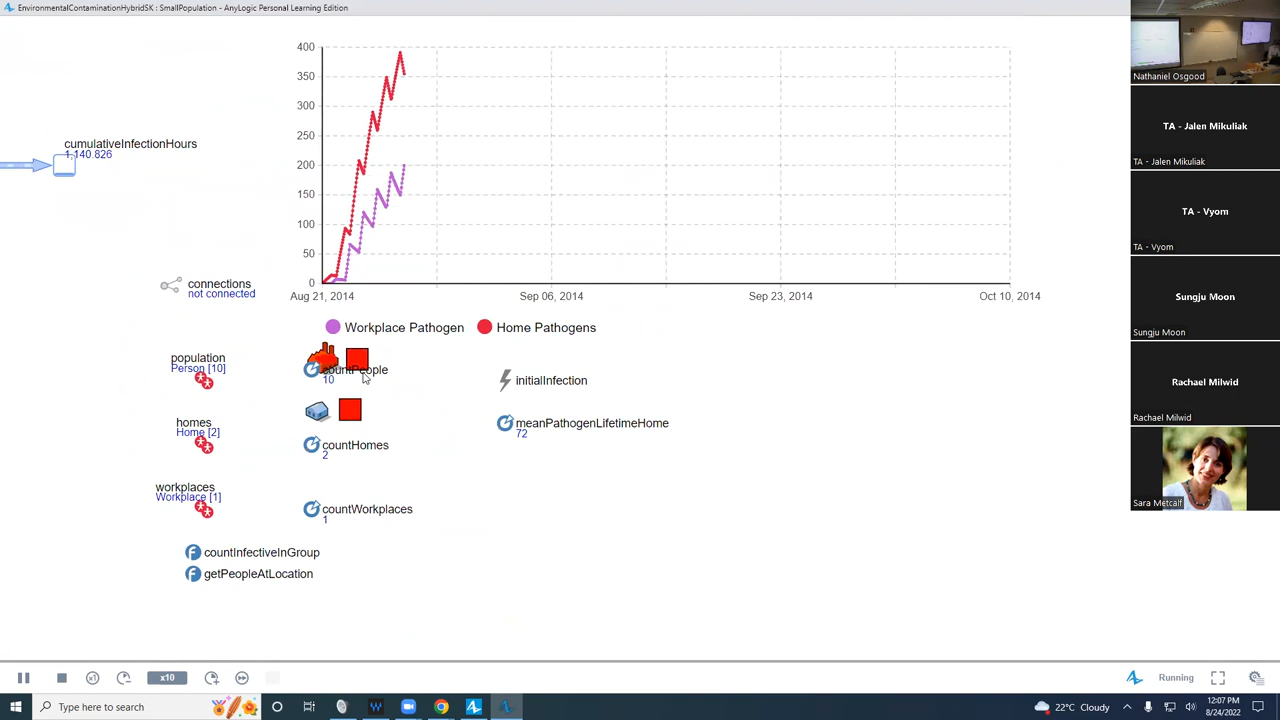 EnvironmentalContaminationHybridSK : SmallPopulation - AnyLogic Personal Learning Edition
400
350
300
250
200
150
100
50
0
Aug 21, 2014
Sep 06, 2014
Sep 23, 2014
Oct 10, 2014
Workplace Pathogen
Home Pathogens
cumulativeInfectionHours
1,140.826
connections
not connected
population
Person [10]
countPeople
10
initialInfection
homes
Home [2]
countHomes
2
meanPathogenLifetimeHome
72
workplaces
Workplace [1]
countWorkplaces
1
countInfectiveInGroup
getPeopleAtLocation
Nathaniel Osgood
TA - Jalen Mikuliak
TA - Jalen Mikuliak
TA - Vyom
TA - Vyom
Sungju Moon
Sungju Moon
Rachael Milwid
Rachael Milwid
Sara Metcalf
x1
x10
Running
Type here to search
22°C Cloudy
12:07 PM
8/24/2022